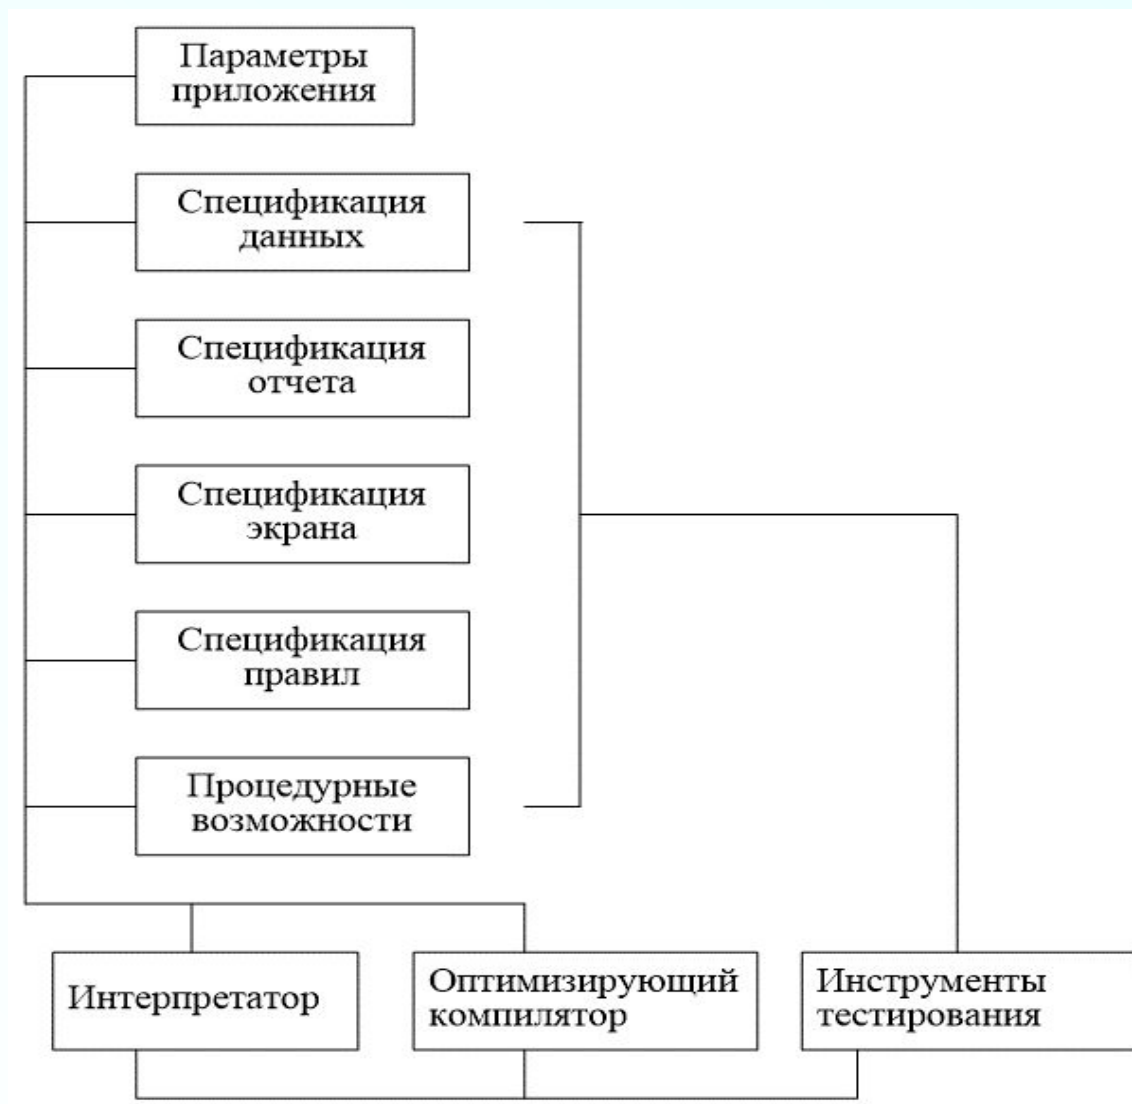 Параметры
приложения
Спецификация
данных
Спецификация
отчета
Спецификация
экрана
Спецификация
правил
Процедурные
возможности
Интерпретатор
Оптимизирующий
компилятор
Инструменты
тестирования